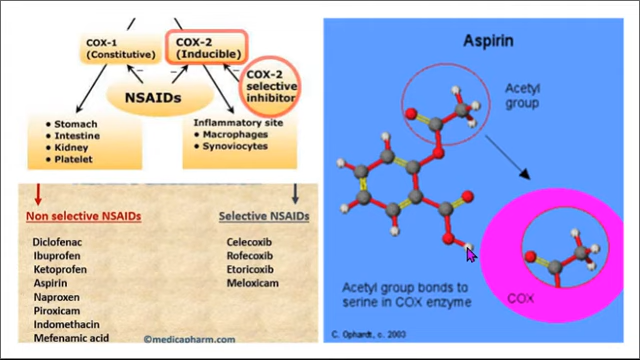 COX-1
(Constitutive)
COX-2
(Inducible)
COX-2
selective
inhibitor
NSAIDs
• Stomach
• Intestine
• Kidney
• Platelet
Inflammatory site
• Macrophages
• Synoviocytes
Non selective NSAIDs
Diclofenac
Ibuprofen
Ketoprofen
Aspirin
Naproxen
Piroxicam
Indomethacin
Mefenamic acid
Selective NSAIDs
Celecoxib
Rofecoxib
Etoricoxib
Meloxicam
©medicapharm.com
Aspirin
Acetyl
group
COX
Acetyl group bonds to
serine in COX enzyme
C. Ophardt, c. 2003